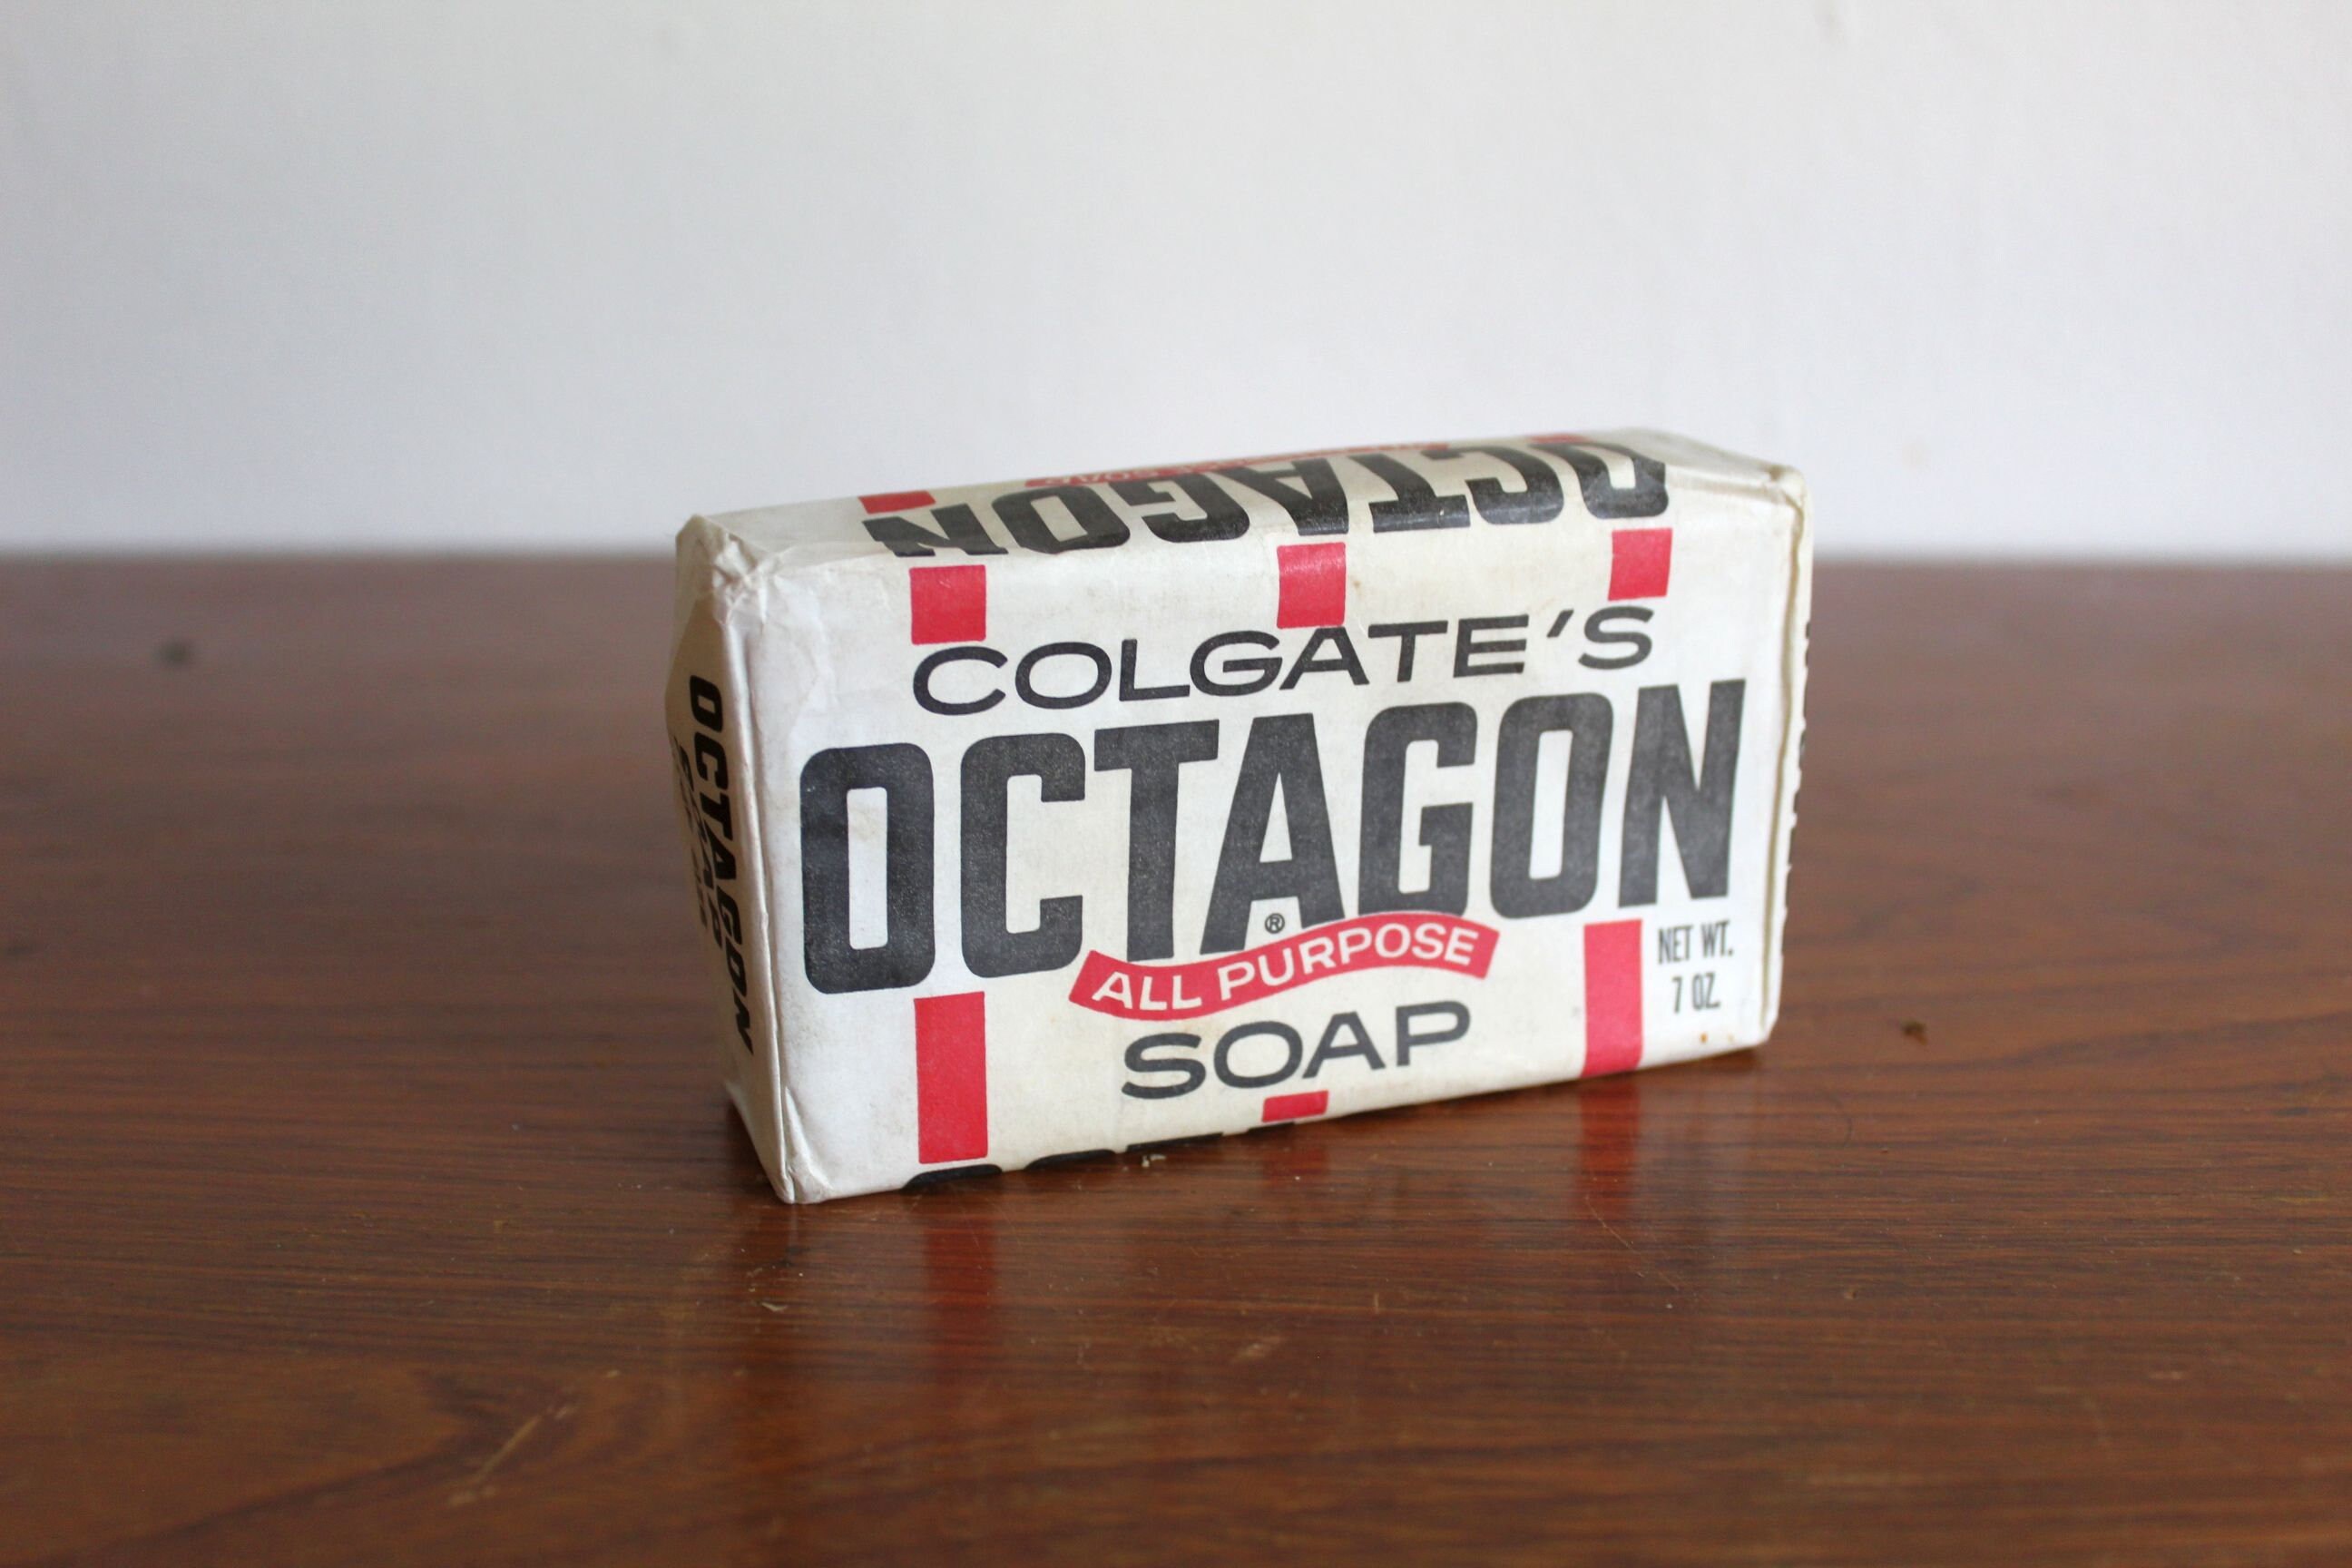 OCTAGON
COLGATE'S
OCTAGON
®
ALL PURPOSE
SOAP
NET WT.
7 OZ.
OCTAGON